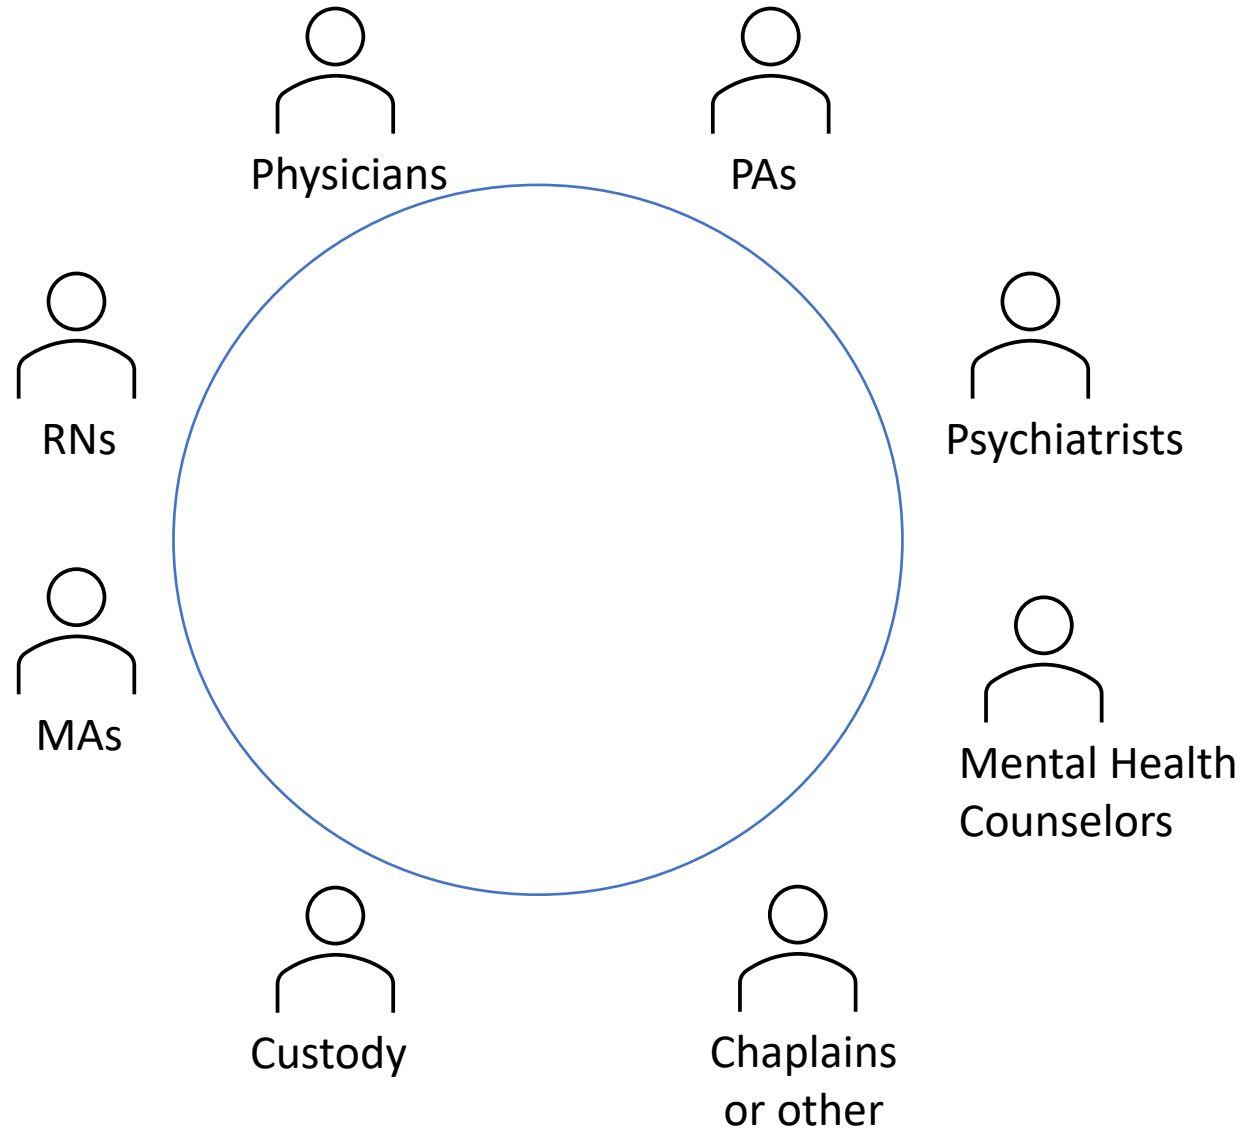 Physicians
PAs
RNs
Psychiatrists
MAs
Mental Health
Counselors
Custody
Chaplains
or other